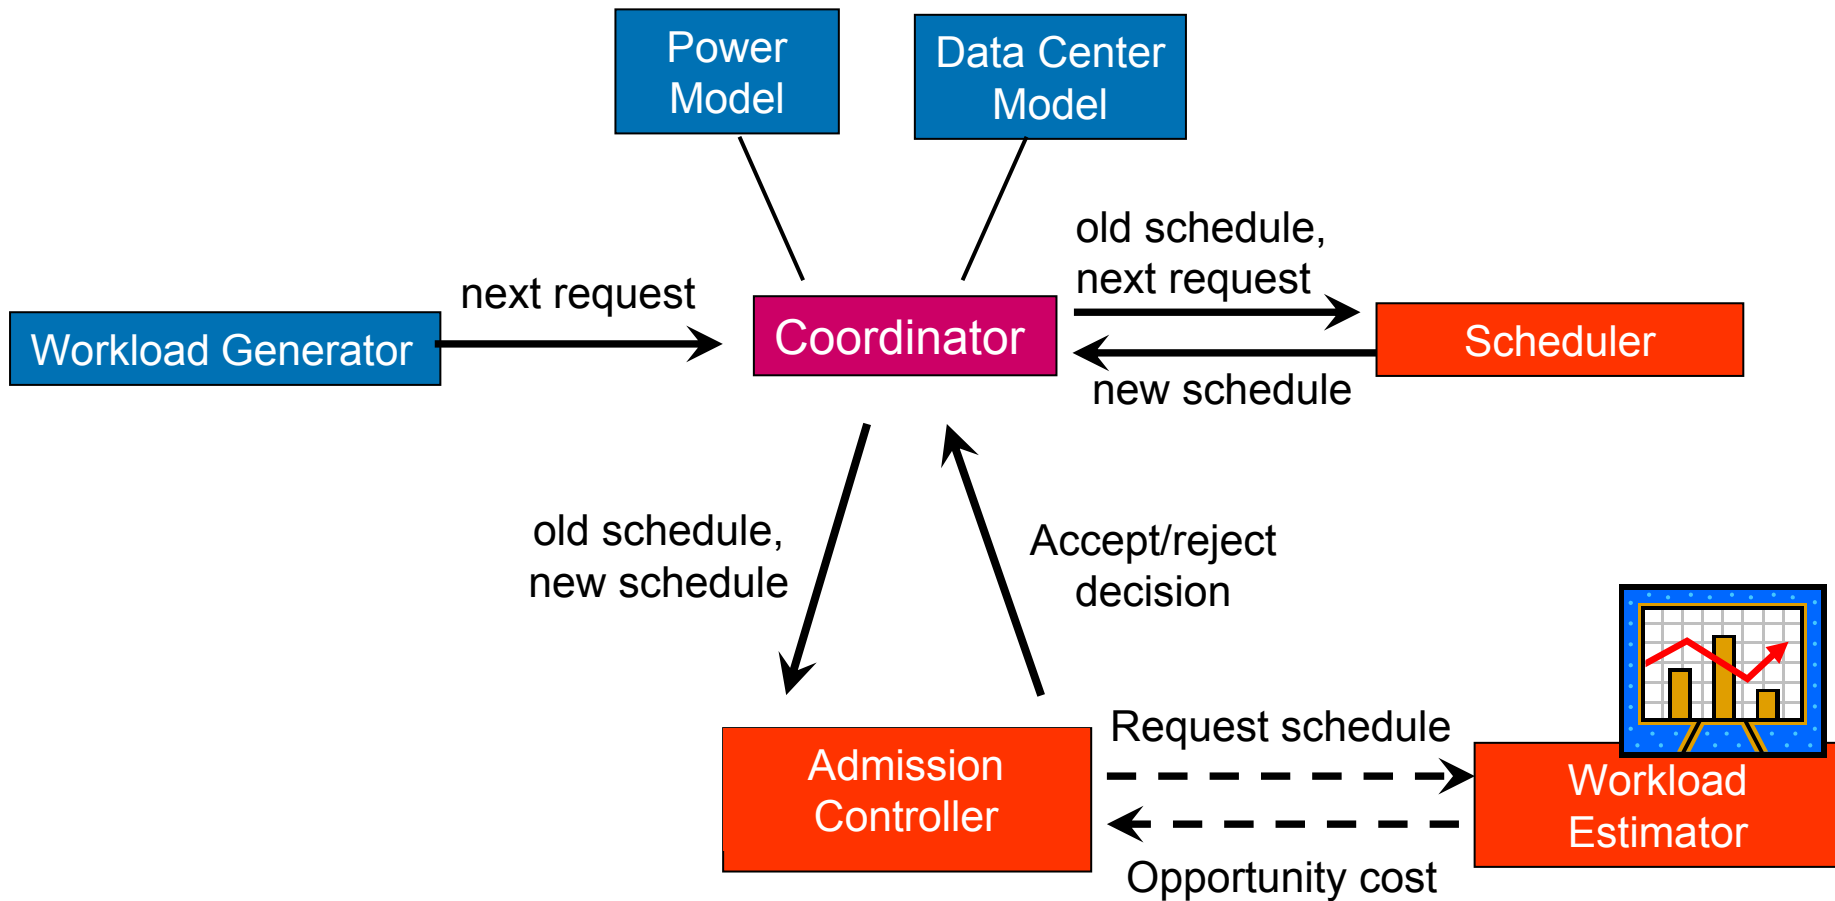 Power
Model
Data Center
Model
old schedule,
next request
next request
Workload Generator
Coordinator
Scheduler
new schedule
old schedule,
new schedule
Accept/reject
decision
Request schedule
Admission
Controller
Workload
Estimator
Opportunity cost